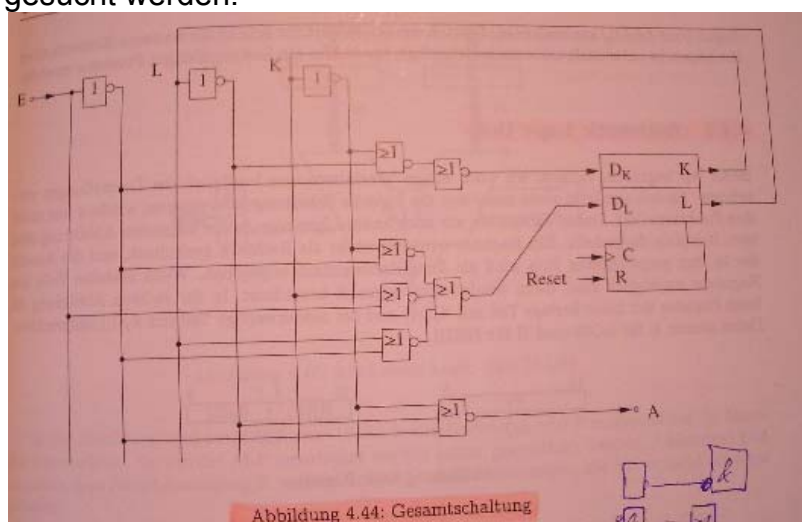 gesucht werden.
L
K
E
1
1
1
≥1
≥1
D_K K
D_L L
≥1
C
≥1
≥1
Reset
R
≥1
≥1
A
&
Abbildung 4.44: Gesamtschaltung